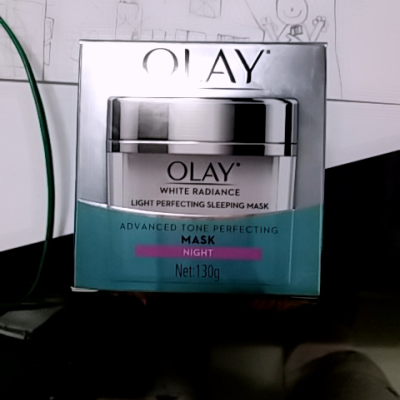 OLAY®
OLAY®
WHITE RADIANCE
LIGHT PERFECTING SLEEPING MASK
ADVANCED TONE PERFECTING
MASK
NIGHT
Net:130g